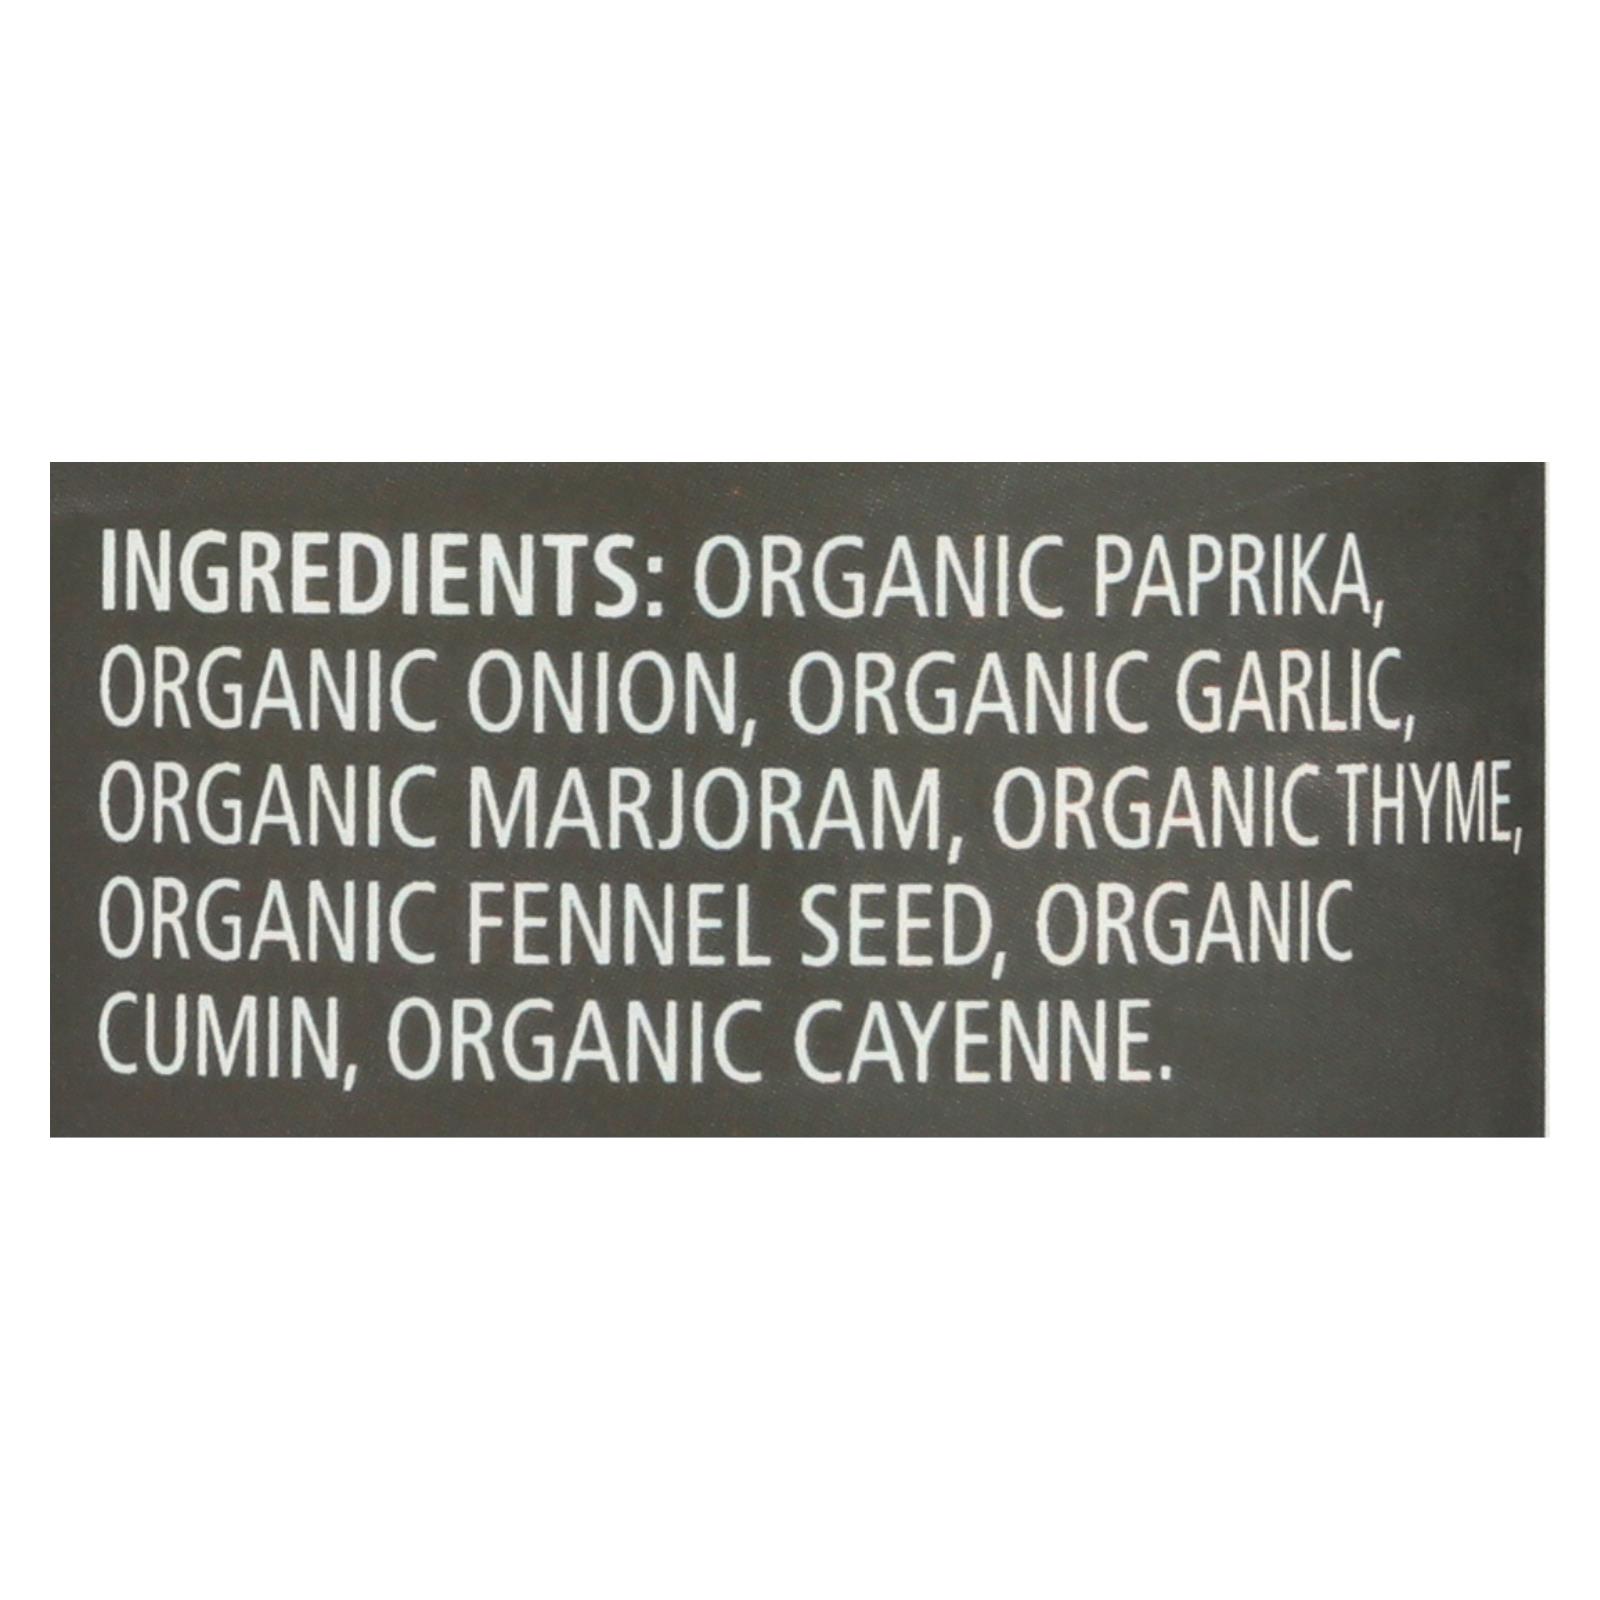 INGREDIENTS: ORGANIC PAPRIKA,
ORGANIC ONION, ORGANIC GARLIC,
ORGANIC MARJORAM, ORGANIC THYME,
ORGANIC FENNEL SEED, ORGANIC
CUMIN, ORGANIC CAYENNE.